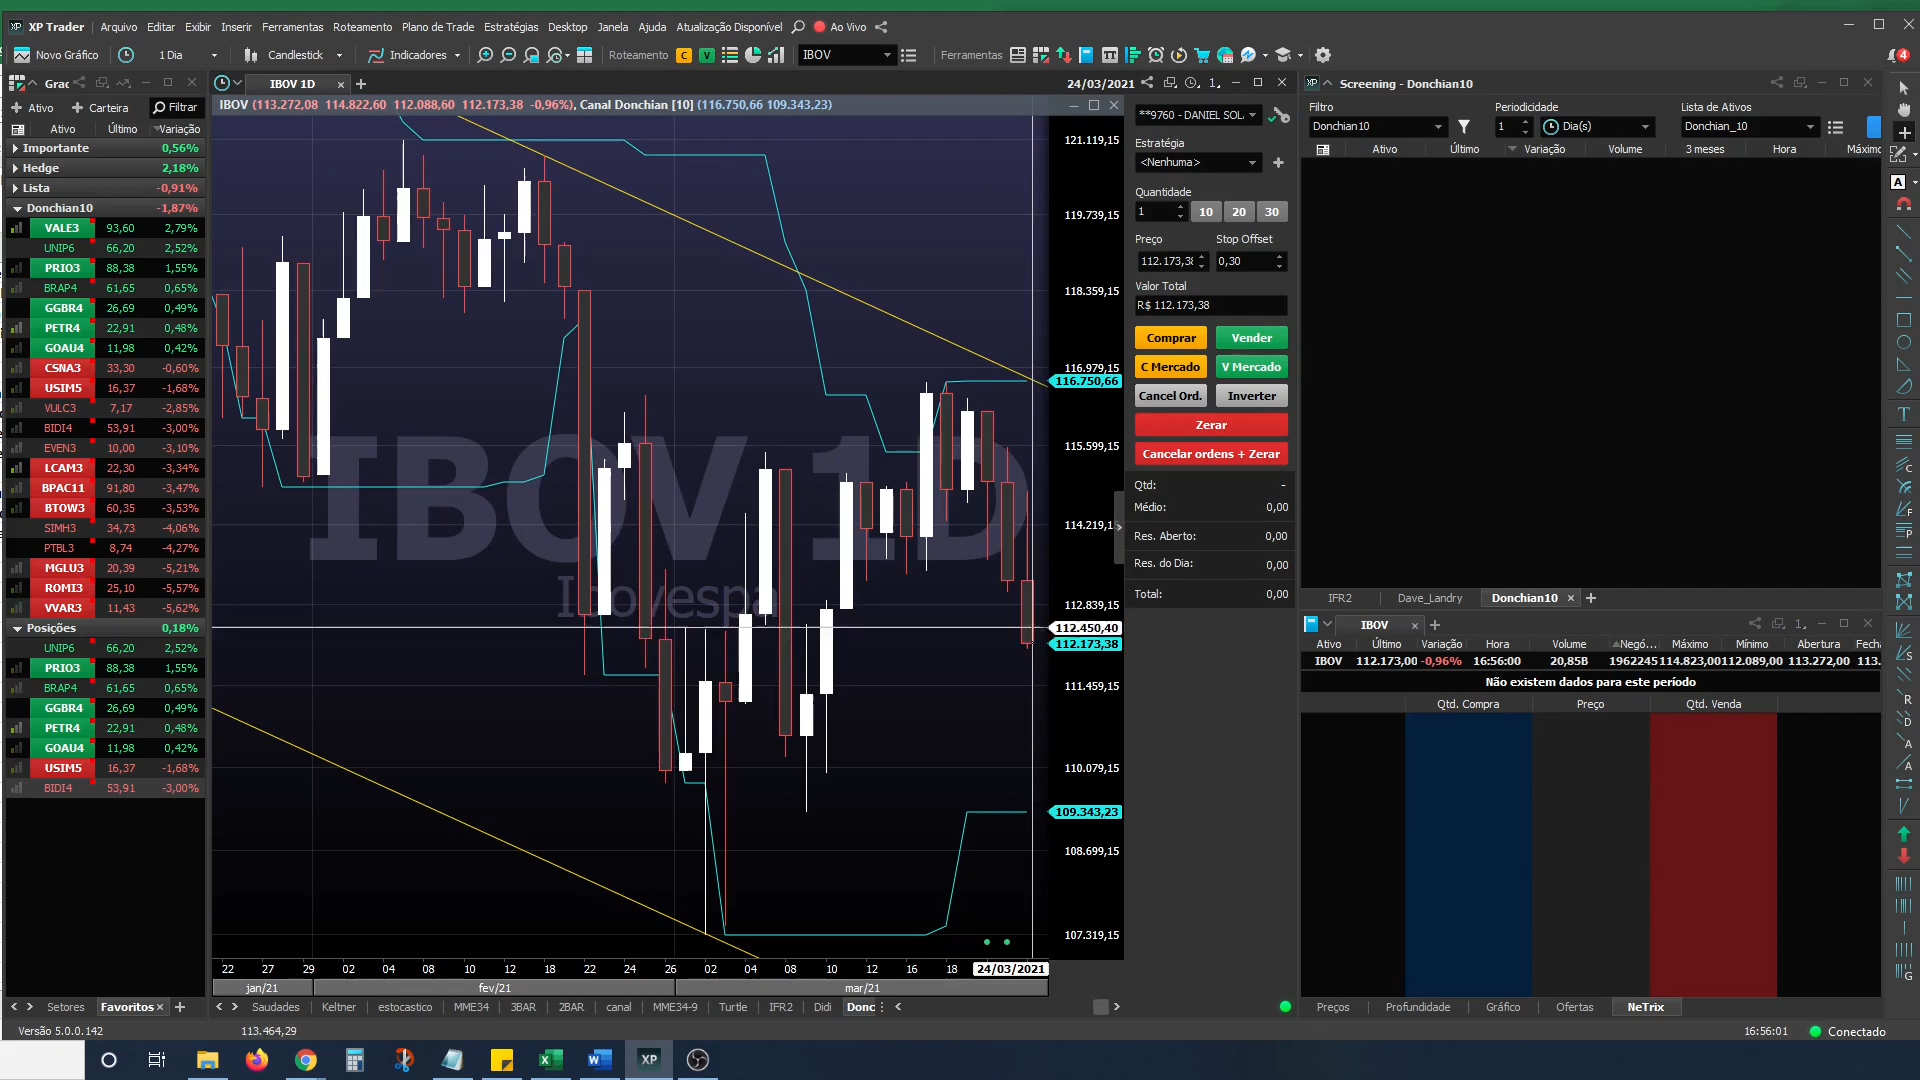 XP Trader Arquivo Editar Exibir Inserir Ferramentas Roteamento Plano de Trade Estratégias Desktop Janela Ajuda Atualização Disponível Ao Vivo
Novo Gráfico 1 Dia Candlestick Indicadores Roteamento C V IBOV Ferramentas 4
Grac
Ativo Carteira Filtrar
Ativo Último Variação
Importante 0,56%
Hedge 2,18%
Lista -0,91%
Donchian10 -1,87%
VALE3 93,60 2,79%
UNIP6 66,20 2,52%
PRIO3 88,38 1,55%
BRAP4 61,65 0,65%
GGBR4 26,69 0,49%
PETR4 22,91 0,48%
GOAU4 11,98 0,42%
CSNA3 33,30 -0,60%
USIM5 16,37 -1,68%
VULC3 7,17 -2,85%
BIDI4 53,91 -3,00%
EVEN3 10,00 -3,10%
LCAM3 22,30 -3,34%
BPAC11 91,80 -3,47%
BTOW3 60,35 -3,53%
SIMH3 34,73 -4,06%
PTBL3 8,74 -4,27%
MGLU3 20,39 -5,21%
ROMI3 25,10 -5,57%
VVAR3 11,43 -5,62%
Posições 0,18%
UNIP6 66,20 2,52%
PRIO3 88,38 1,55%
BRAP4 61,65 0,65%
GGBR4 26,69 0,49%
PETR4 22,91 0,48%
GOAU4 11,98 0,42%
USIM5 16,37 -1,68%
BIDI4 53,91 -3,00%
Setores Favoritos
IBOV 1D 24/03/2021 1
IBOV (113.272,08 114.822,60 112.088,60 112.173,38 -0,96%), Canal Donchian [10] (116.750,66 109.343,23)
IBOV 1D
Ibovespa
121.119,15
119.739,15
118.359,15
116.979,15
116.750,66
115.599,15
114.219,1
112.839,15
112.450,40
112.173,38
111.459,15
110.079,15
109.343,23
108.699,15
107.319,15
22 27 29 02 04 08 10 12 18 22 24 26 02 04 08 10 12 16 18 24/03/2021
jan/21 fev/21 mar/21
Saudades Keltner estocastico MME34 3BAR 2BAR canal MME34-9 Turtle IFR2 Didi Donc
**9760 - DANIEL SOL
Estratégia
<Nenhuma>
Quantidade
1 10 20 30
Preço Stop Offset
112.173,38 0,30
Valor Total
R$ 112.173,38
Comprar Vender
C Mercado V Mercado
Cancel Ord. Inverter
Zerar
Cancelar ordens + Zerar
Qtd: -
Médio: 0,00
Res. Aberto: 0,00
Res. do Dia: 0,00
Total: 0,00
XP Screening - Donchian10
Filtro Periodicidade Lista de Ativos
Donchian10 1 Dia(s) Donchian_10
Ativo Último Variação Volume 3 meses Hora Máximo
IFR2 Dave_Landry Donchian10
IBOV 1
Ativo Último Variação Hora Volume Negó... Máximo Mínimo Abertura Fecha
IBOV 112.173,00 -0,96% 16:56:00 20,85B 1962245 114.823,00 112.089,00 113.272,00 113.
Não existem dados para este período
Qtd. Compra Preço Qtd. Venda
Preços Profundidade Gráfico Ofertas NeTrix
A
T
C
F
P
S
R
D
A
A
G
Versão 5.0.0.142 113.464,29 16:56:01 Conectado
XP